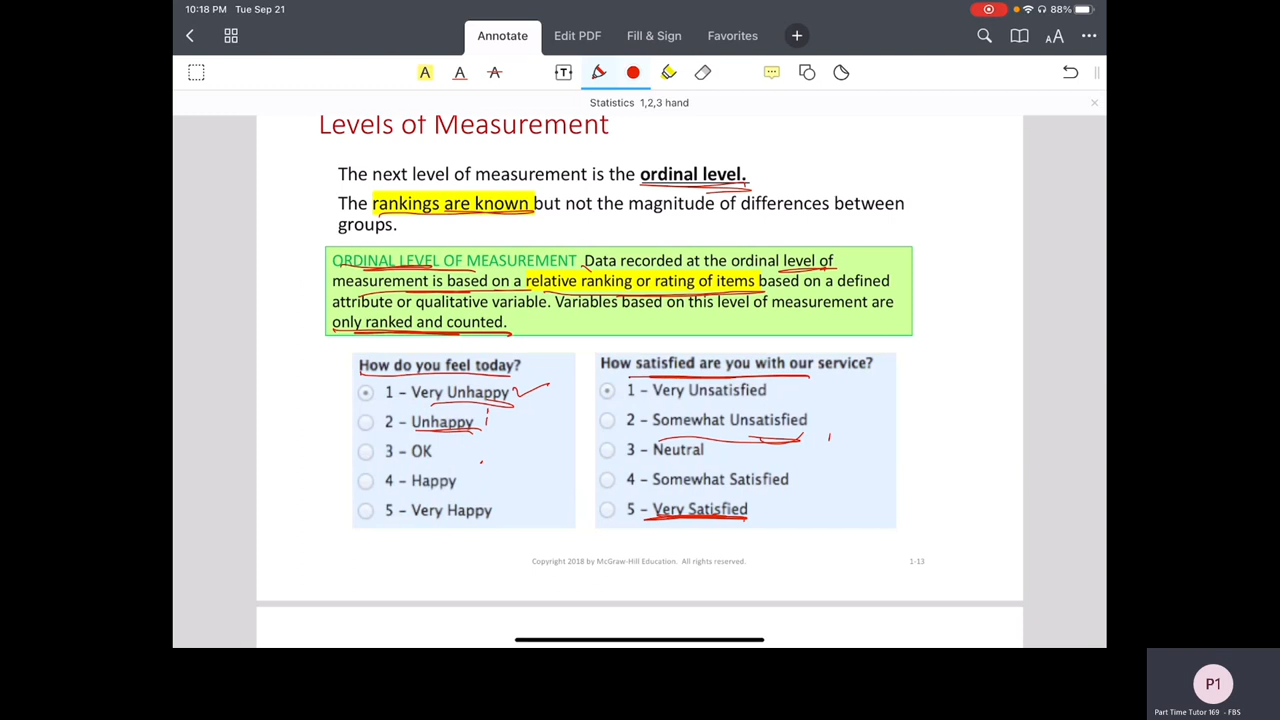 10:18 PM Tue Sep 21
88%
Annotate Edit PDF Fill & Sign Favorites
AA
A A A T
Statistics 1,2,3 hand
Levels of Measurement
The next level of measurement is the ordinal level.
The rankings are known but not the magnitude of differences between
groups.
ORDINAL LEVEL OF MEASUREMENT Data recorded at the ordinal level of
measurement is based on a relative ranking or rating of items based on a defined
attribute or qualitative variable. Variables based on this level of measurement are
only ranked and counted.
How do you feel today?
1 – Very Unhappy
2 – Unhappy
3 – OK
4 – Happy
5 – Very Happy
How satisfied are you with our service?
1 – Very Unsatisfied
2 – Somewhat Unsatisfied
3 – Neutral
4 – Somewhat Satisfied
5 – Very Satisfied
Copyright 2018 by McGraw-Hill Education. All rights reserved.
1-13
P1
Part Time Tutor 169 - FBS